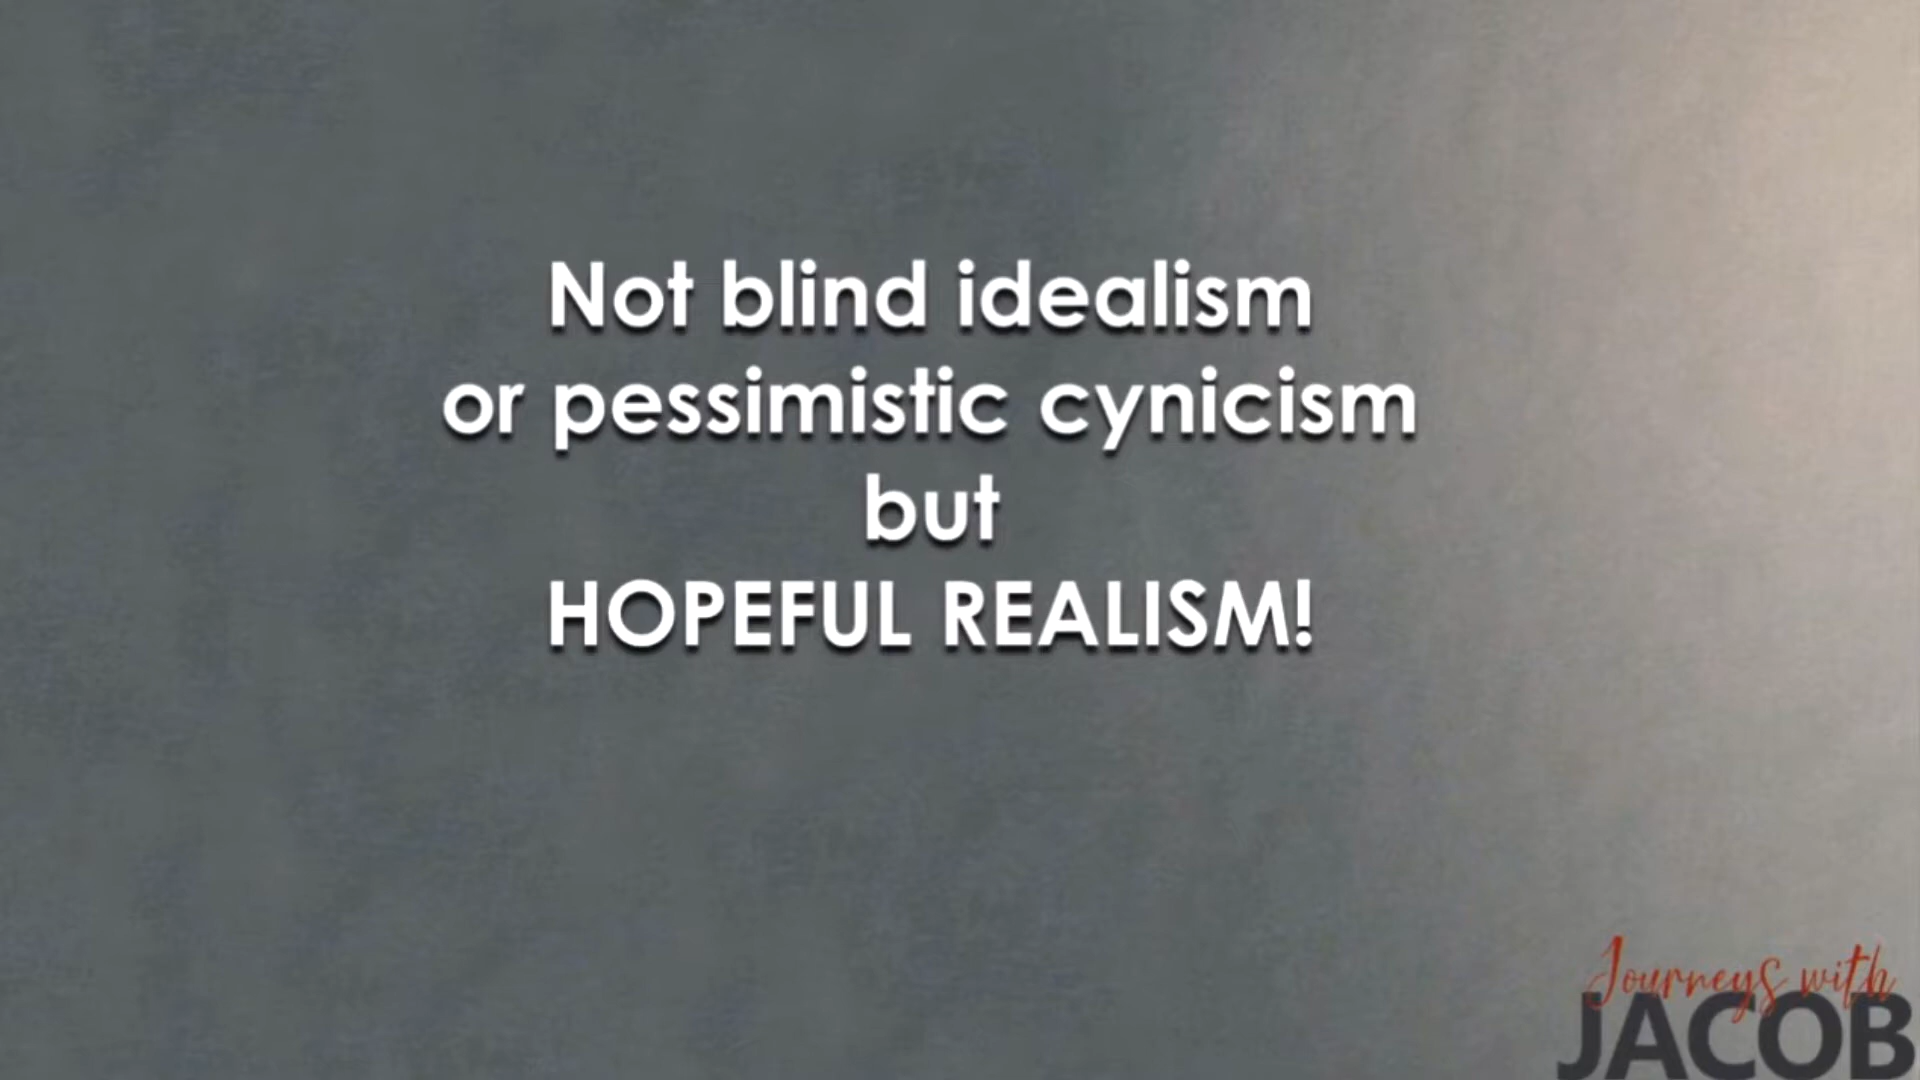 Not blind idealism
or pessimistic cynicism
but
HOPEFUL REALISM!
Journeys with
JACOB